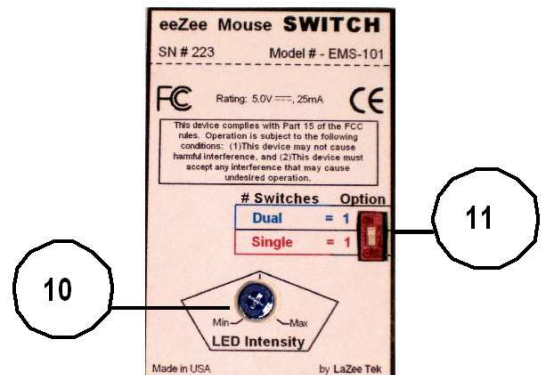 eeZee Mouse SWITCH
SN # 223 Model # - EMS-101
FC Rating: 5.0V 25mA CE
This device complies with Part 15 of the FCC
rules. Operation is subject to the following
conditions: (1)This device may not cause
harmful interference, and (2)This device must
accept any interference that may cause
undesired operation.
# Switches Option
Dual = 1
Single = 1
11
10
Min Max
LED Intensity
Made in USA by LaZee Tek